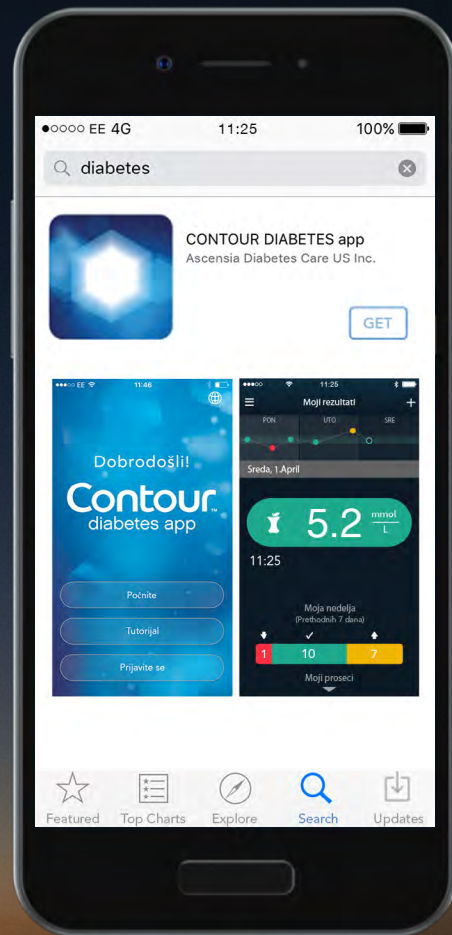 EE 4G 11:25 100%
diabetes
CONTOUR DIABETES app
Ascensia Diabetes Care US Inc.
GET
EE 11:46
Dobrodošli!
Contour™
diabetes app
Počnite
Tutorijal
Prijavite se
11:25
Moji rezultati +
PON UTO SRE
Sreda, 1.April
5.2 mmol
L
11:25
Moja nedelja
(Prethodnih 7 dana)
1 10 7
Moji proseci
Featured Top Charts Explore Search Updates